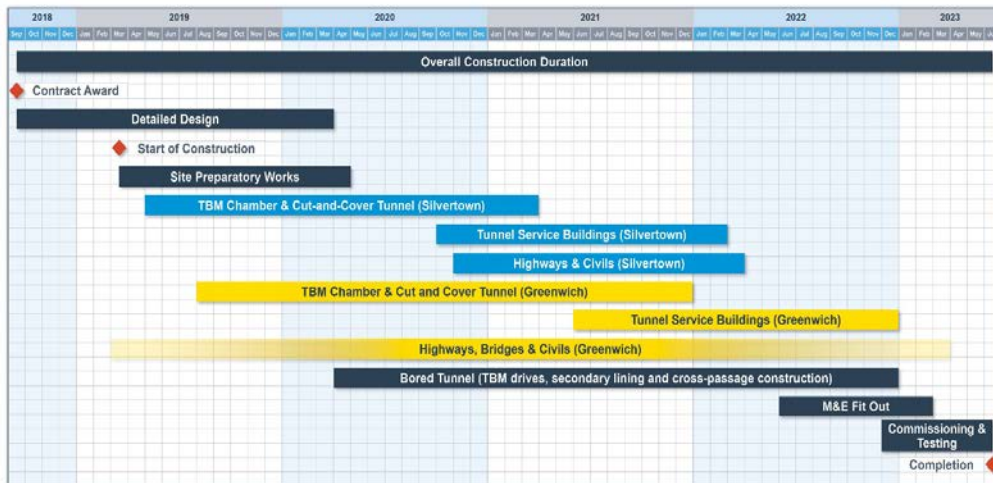 2018 2019 2020 2021 2022 2023
Sep Oct Nov Dec Jan Feb Mar Apr May Jun Jul Aug Sep Oct Nov Dec Jan Feb Mar Apr May Jun Jul Aug Sep Oct Nov Dec Jan Feb Mar Apr May Jun Jul Aug Sep Oct Nov Dec Jan Feb Mar Apr May Jun Jul Aug Sep Oct Nov Dec Jan Feb Mar Apr May
Overall Construction Duration
Contract Award
Detailed Design
Start of Construction
Site Preparatory Works
TBM Chamber & Cut-and-Cover Tunnel (Silvertown)
Tunnel Service Buildings (Silvertown)
Highways & Civils (Silvertown)
TBM Chamber & Cut and Cover Tunnel (Greenwich)
Tunnel Service Buildings (Greenwich)
Highways, Bridges & Civils (Greenwich)
Bored Tunnel (TBM drives, secondary lining and cross-passage construction)
M&E Fit Out
Commissioning &
Testing
Completion